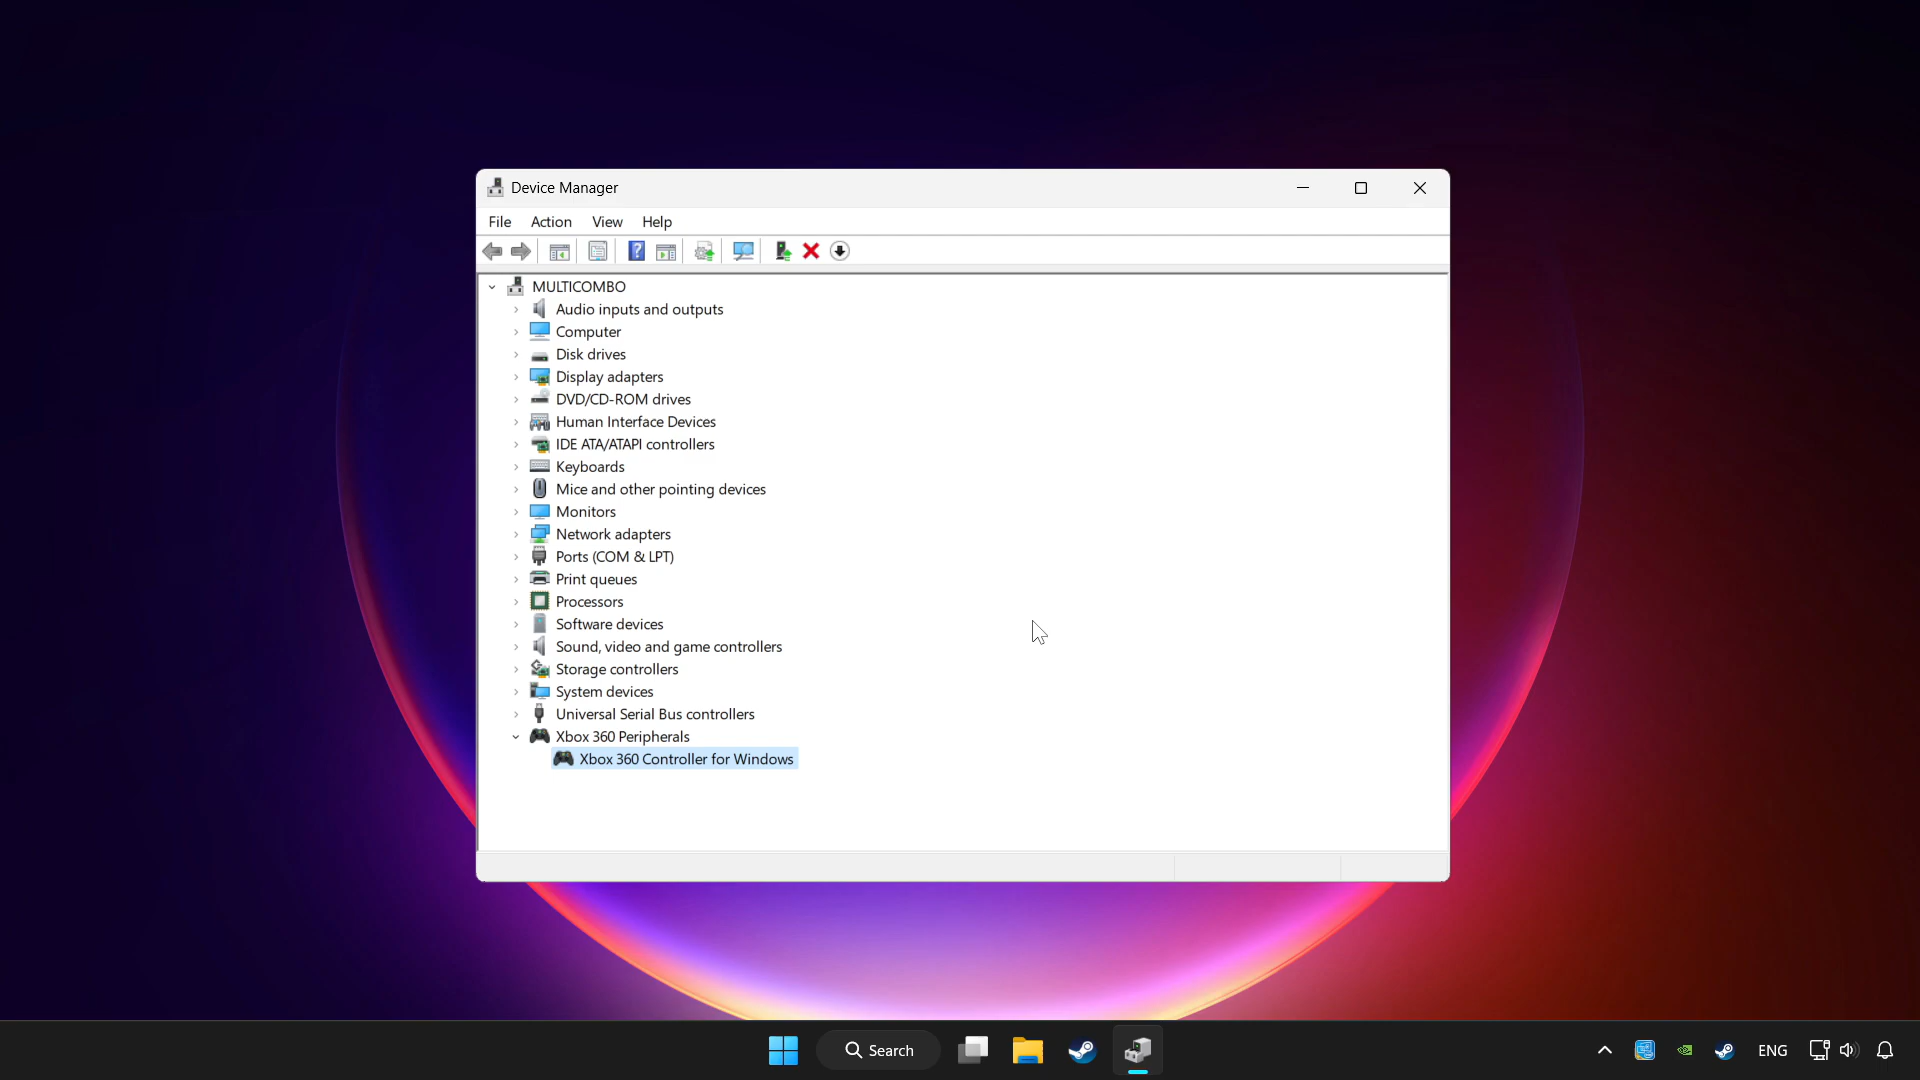 Device Manager
File Action View Help
MULTICOMBO
Audio inputs and outputs
Computer
Disk drives
Display adapters
DVD/CD-ROM drives
Human Interface Devices
IDE ATA/ATAPI controllers
Keyboards
Mice and other pointing devices
Monitors
Network adapters
Ports (COM & LPT)
Print queues
Processors
Software devices
Sound, video and game controllers
Storage controllers
System devices
Universal Serial Bus controllers
Xbox 360 Peripherals
Xbox 360 Controller for Windows
Search
ENG